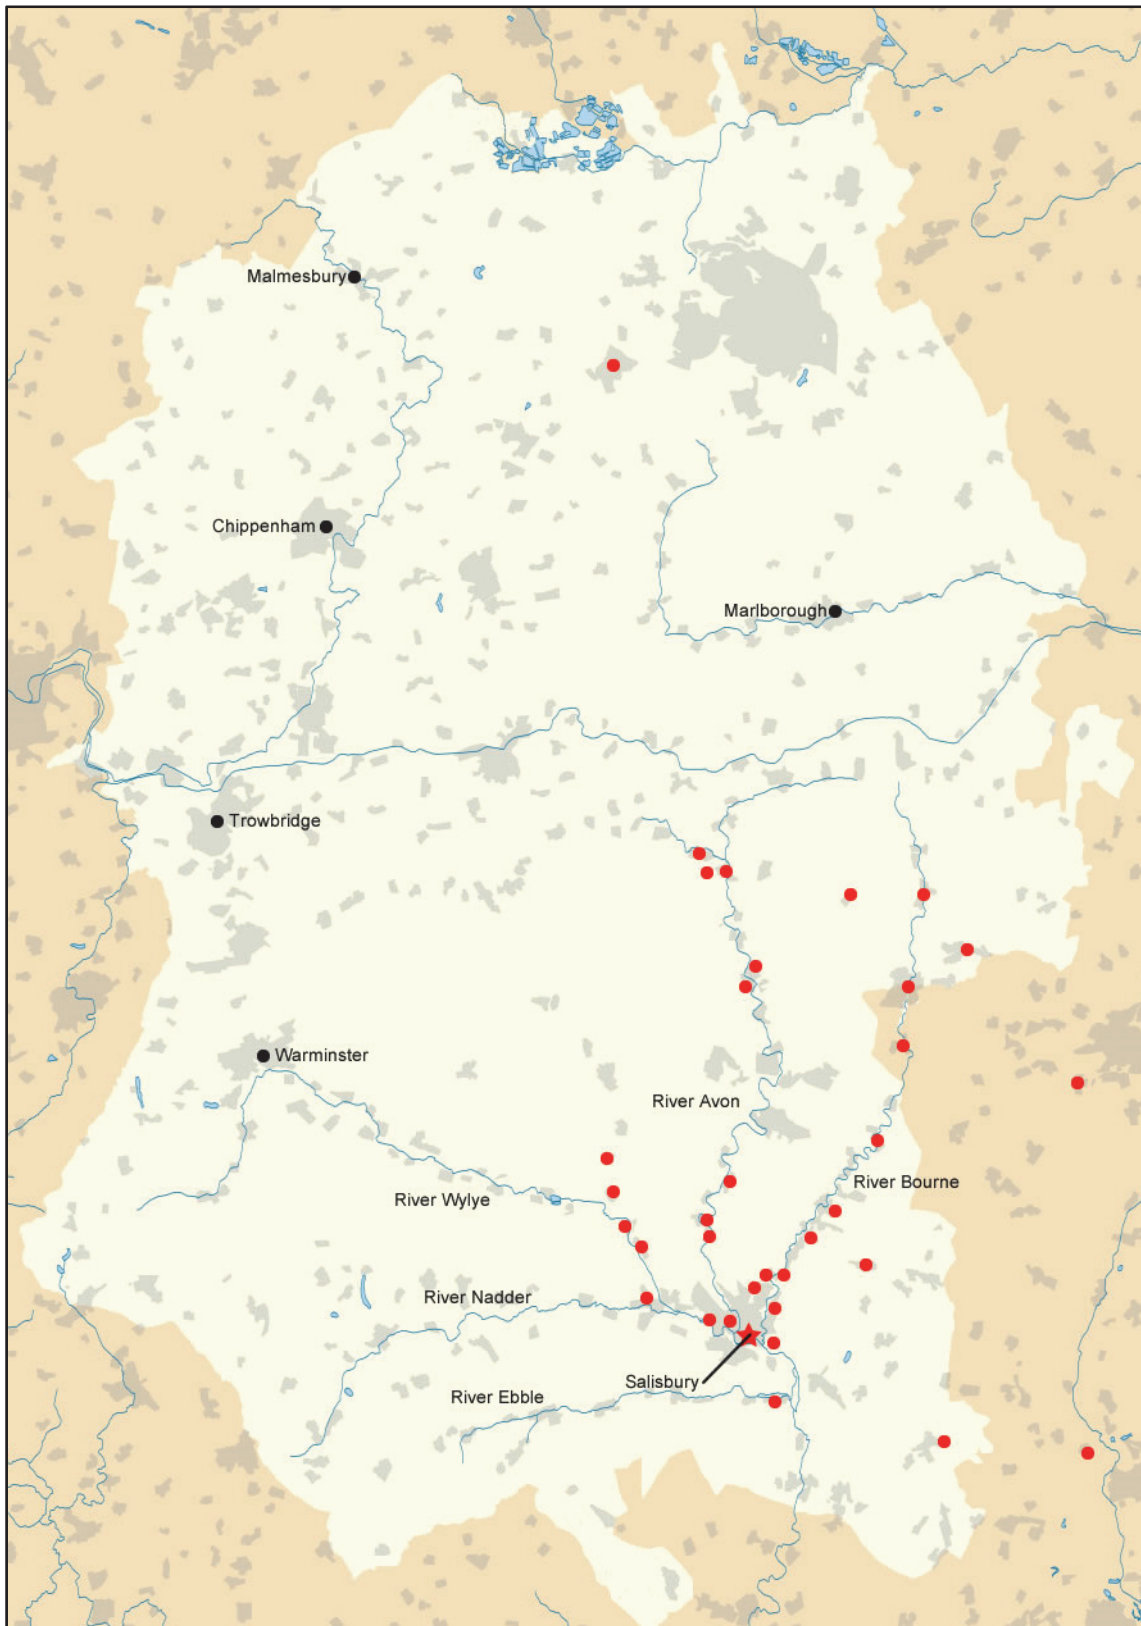 Malmesbury
Chippenham
Marlborough
Trowbridge
Warminster
River Avon
River Bourne
River Wylye
River Nadder
Salisbury
River Ebble